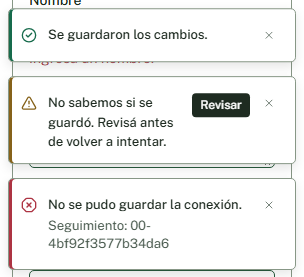 Nombre
Se guardaron los cambios.
No sabemos si se
guardó. Revisá antes
de volver a intentar.
Revisar
No se pudo guardar la conexión.
Seguimiento: 00-
4bf92f3577b34da6